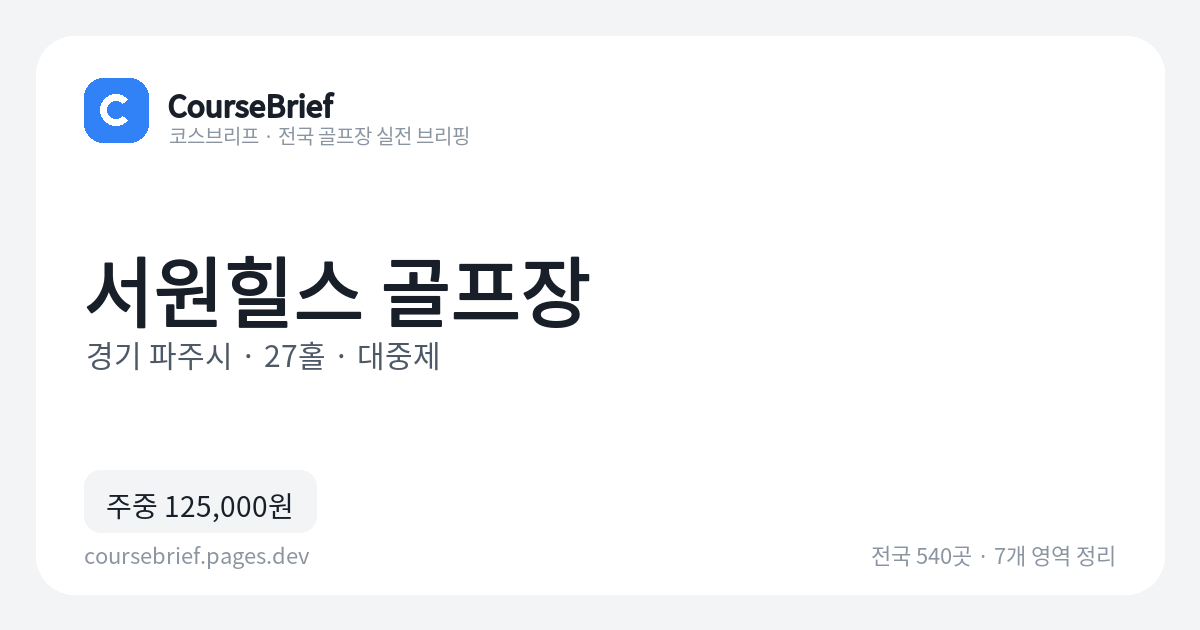 CourseBrief
코스브리프 · 전국 골프장 실전 브리핑
서원힐스 골프장
경기 파주시 · 27홀 · 대중제
주중 125,000원
coursebrief.pages.dev
전국 540곳 · 7개 영역 정리